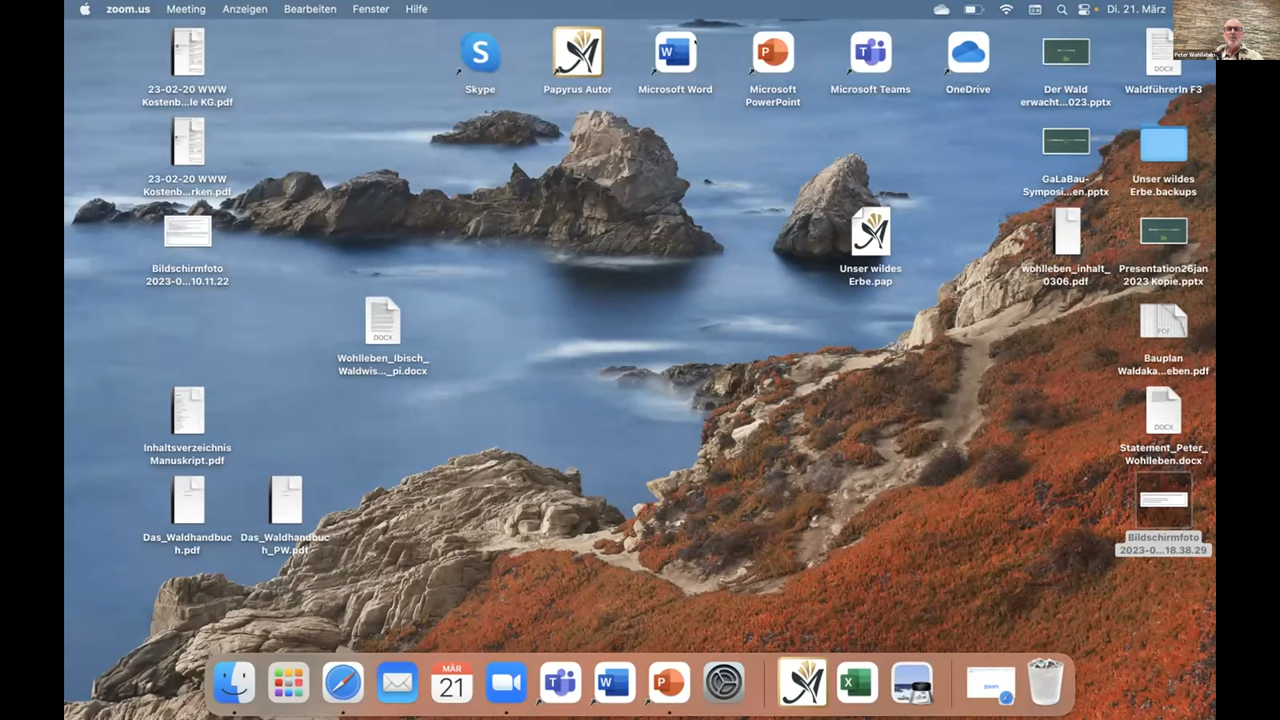 zoom.us Meeting Anzeigen Bearbeiten Fenster Hilfe
Di. 21. März
23-02-20 WWW
Kostenb...le KG.pdf
Skype
Papyrus Autor
Microsoft Word
Microsoft
PowerPoint
Microsoft Teams
OneDrive
Der Wald
erwacht...023.pptx
DOCX
WaldführerIn F3
Peter Wohlleben
23-02-20 WWW
Kostenb...rken.pdf
GaLaBau-
Symposi...en.pptx
Unser wildes
Erbe.backups
Bildschirmfoto
2023-0...10.11.22
Unser wildes
Erbe.pap
wohlleben_inhalt_
0306.pdf
Presentation26jan
2023 Kopie.pptx
DOCX
Wohlleben_Ibisch_
Waldwis..._pi.docx
PDF
Bauplan
Waldaka...eben.pdf
Inhaltsverzeichnis
Manuskript.pdf
DOCX
Statement_Peter_
Wohlleben.docx
Das_Waldhandbuc
h.pdf
Das_Waldhandbuc
h_PW.pdf
Bildschirmfoto
2023-0...18.38.29
MÄR
21
zoom